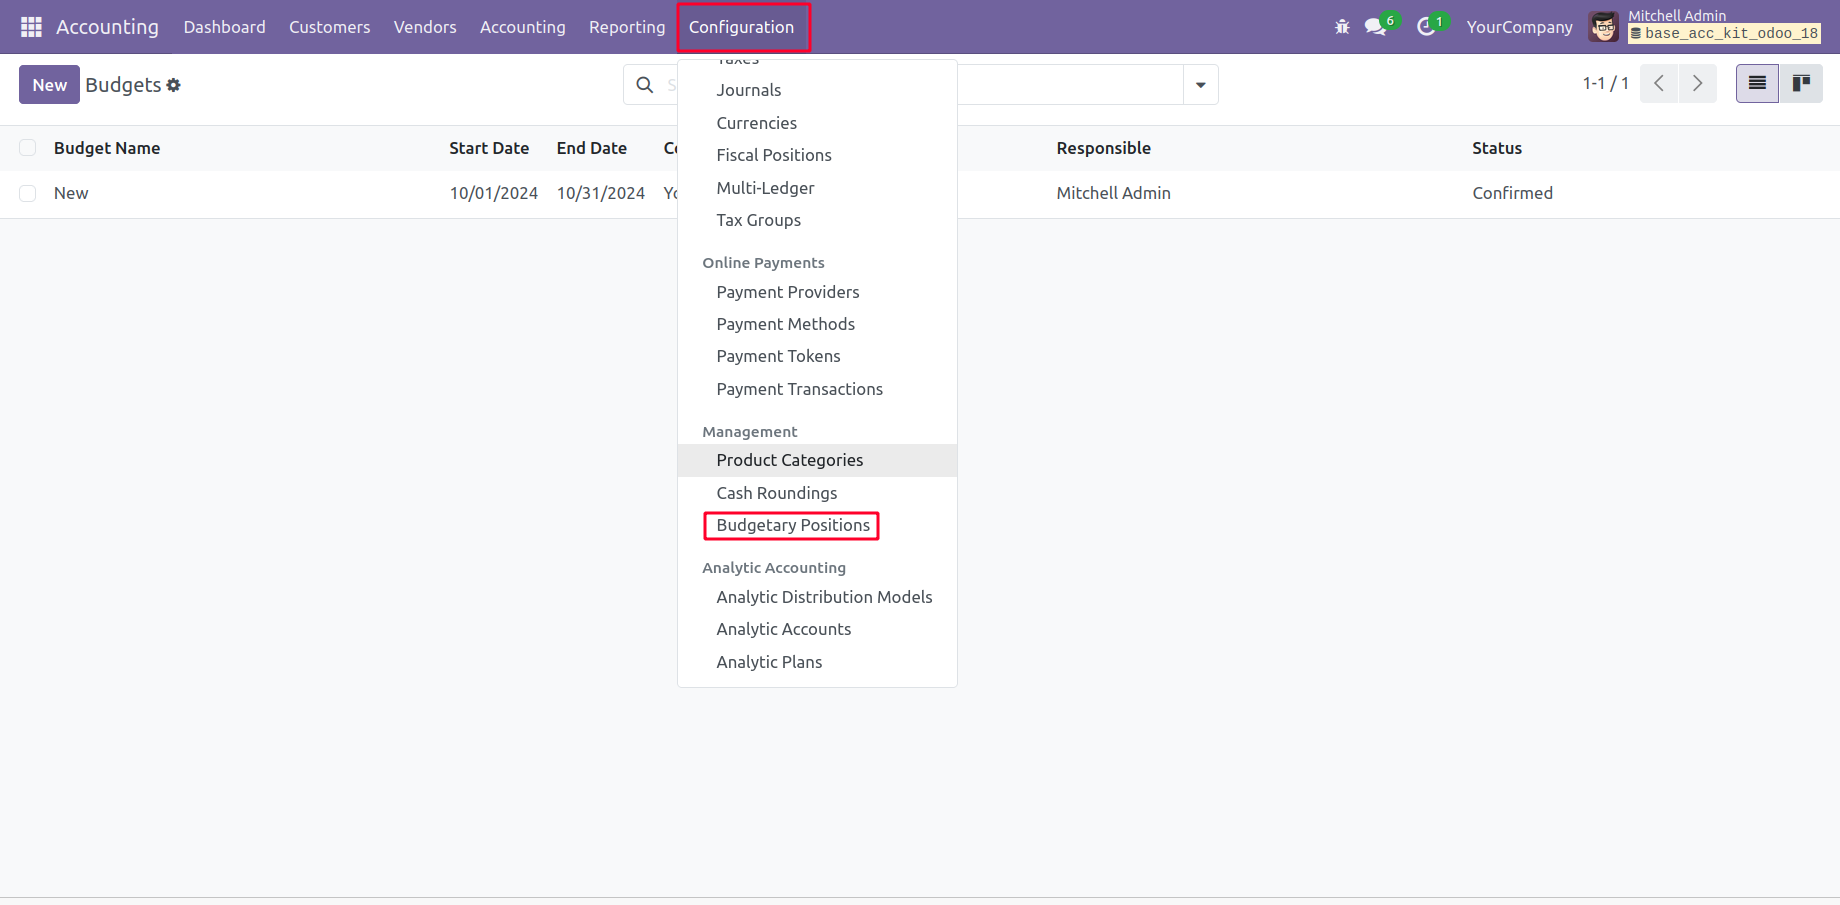 Accounting Dashboard Customers Vendors Accounting Reporting Configuration 6 1 YourCompany Mitchell Admin
base_acc_kit_odoo_18
New Budgets 1-1 / 1
Budget Name Start Date End Date Responsible Status
New 10/01/2024 10/31/2024 Mitchell Admin Confirmed
Taxes
Journals
Currencies
Fiscal Positions
Multi-Ledger
Tax Groups
Online Payments
Payment Providers
Payment Methods
Payment Tokens
Payment Transactions
Management
Product Categories
Cash Roundings
Budgetary Positions
Analytic Accounting
Analytic Distribution Models
Analytic Accounts
Analytic Plans